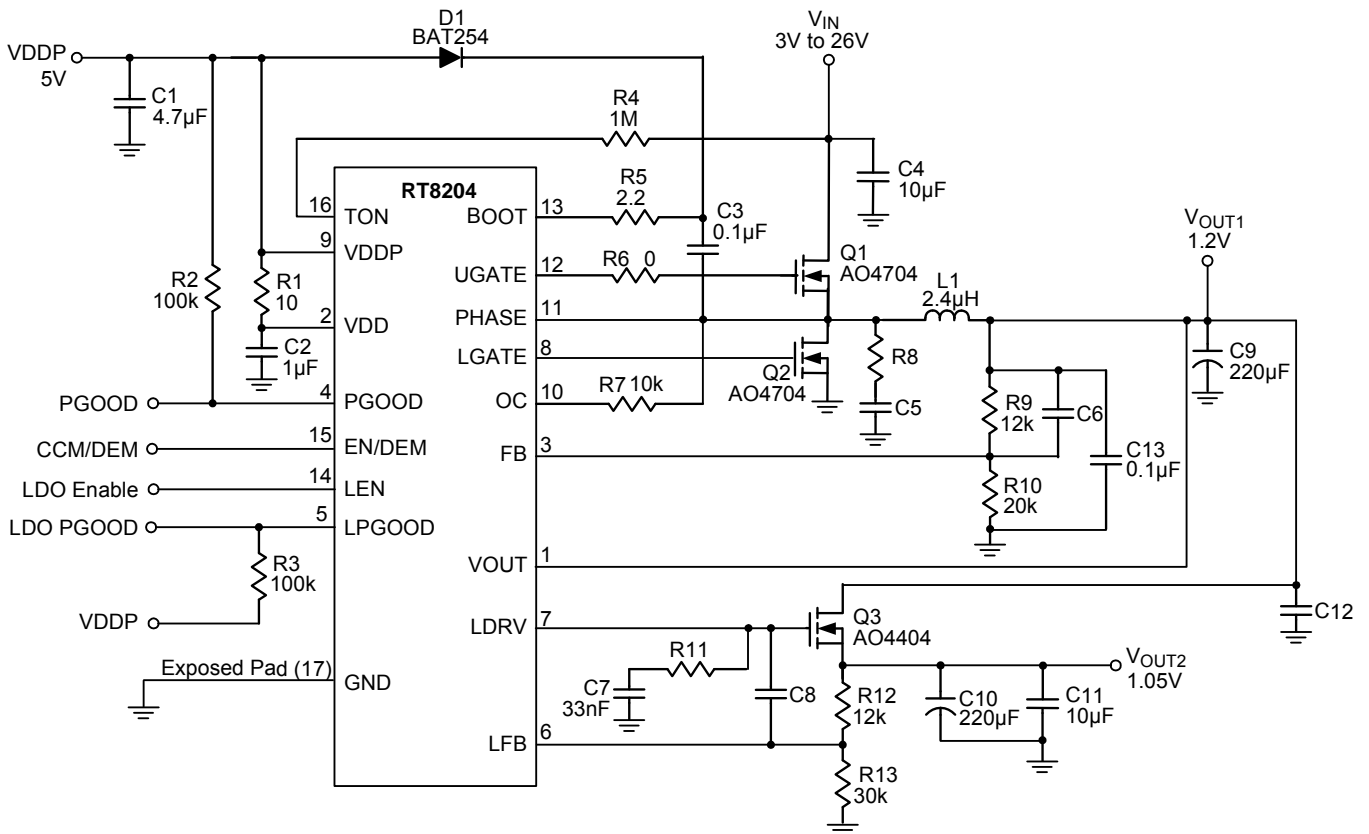 D1
BAT254
VIN
3V to 26V
VDDP
5V
C1
4.7µF
R4
1M
C4
10µF
RT8204
R5
2.2
C3
0.1µF
16
TON
BOOT
13
9
VDDP
R2
100k
R1
10
UGATE
12
R6
0
Q1
AO4704
VOUT1
1.2V
L1
2.4µH
2
VDD
PHASE
11
C2
1µF
LGATE
8
Q2
AO4704
R8
C9
220µF
PGOOD
4
PGOOD
OC
10
R7
10k
C5
R9
12k
C6
CCM/DEM
15
EN/DEM
FB
3
C13
0.1µF
LDO Enable
14
LEN
R10
20k
LDO PGOOD
5
LPGOOD
R3
100k
VOUT
1
VDDP
LDRV
7
Q3
AO4404
C12
Exposed Pad (17)
GND
R11
C7
33nF
C8
R12
12k
C10
220µF
C11
10µF
VOUT2
1.05V
LFB
6
R13
30k